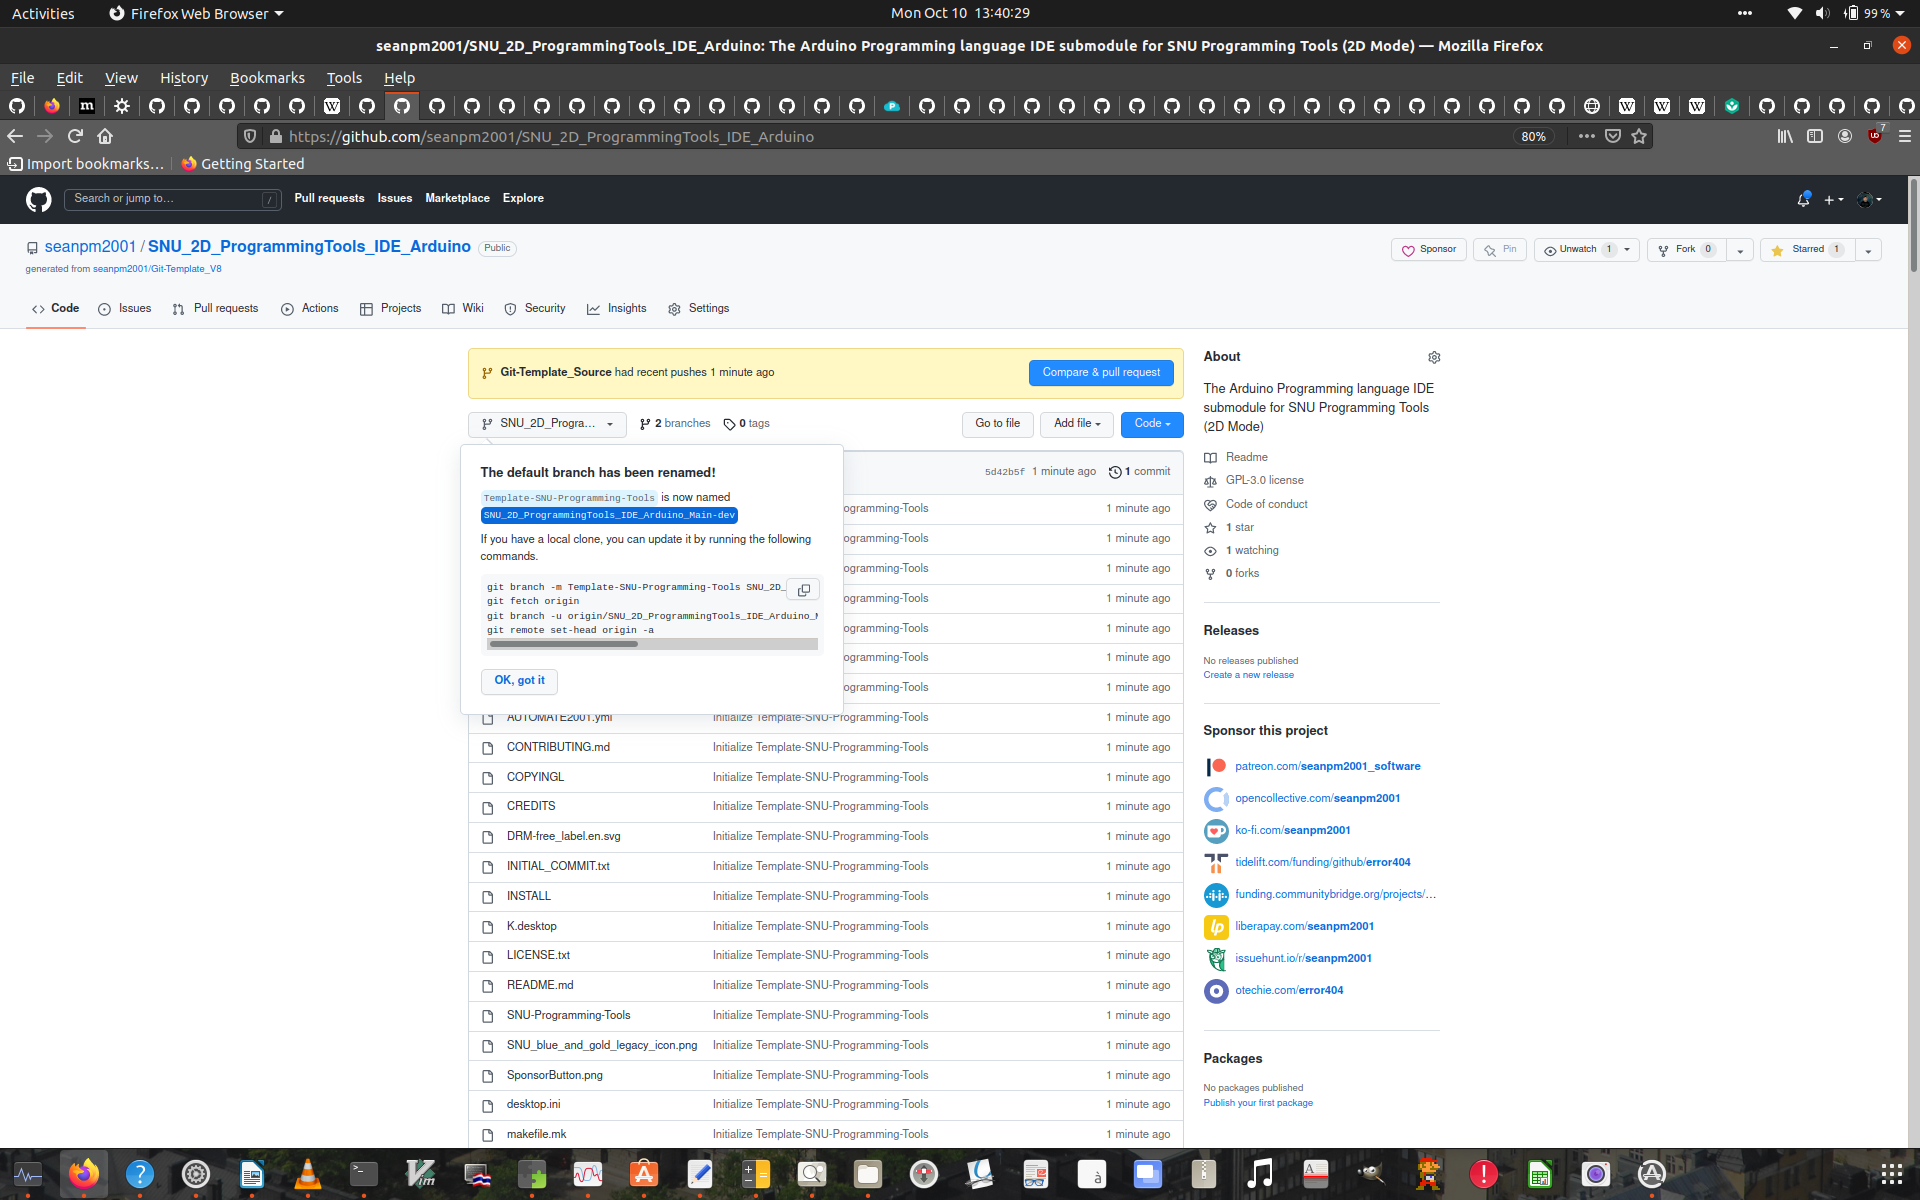 Activities
Firefox Web Browser
Mon Oct 10  13:40:29
99 %
seanpm2001/SNU_2D_ProgrammingTools_IDE_Arduino: The Arduino Programming language IDE submodule for SNU Programming Tools (2D Mode) — Mozilla Firefox
File Edit View History Bookmarks Tools Help
https://github.com/seanpm2001/SNU_2D_ProgrammingTools_IDE_Arduino
80%
7
Import bookmarks…
Getting Started
Search or jump to…
/
Pull requests Issues Marketplace Explore
seanpm2001 / SNU_2D_ProgrammingTools_IDE_Arduino
Public
generated from seanpm2001/Git-Template_V8
Sponsor
Pin
Unwatch 1
Fork 0
Starred 1
Code
Issues
Pull requests
Actions
Projects
Wiki
Security
Insights
Settings
Git-Template_Source had recent pushes 1 minute ago
Compare & pull request
SNU_2D_Progra...
2 branches
0 tags
Go to file
Add file
Code
The default branch has been renamed!
Template-SNU-Programming-Tools is now named
SNU_2D_ProgrammingTools_IDE_Arduino_Main-dev
If you have a local clone, you can update it by running the following
commands.
git branch -m Template-SNU-Programming-Tools SNU_2D_
git fetch origin
git branch -u origin/SNU_2D_ProgrammingTools_IDE_Arduino_M
git remote set-head origin -a
OK, got it
5d42b5f 1 minute ago 1 commit
ogramming-Tools 1 minute ago
ogramming-Tools 1 minute ago
ogramming-Tools 1 minute ago
ogramming-Tools 1 minute ago
ogramming-Tools 1 minute ago
ogramming-Tools 1 minute ago
ogramming-Tools 1 minute ago
AUTOMATE2001.yml Initialize Template-SNU-Programming-Tools 1 minute ago
CONTRIBUTING.md Initialize Template-SNU-Programming-Tools 1 minute ago
COPYINGL Initialize Template-SNU-Programming-Tools 1 minute ago
CREDITS Initialize Template-SNU-Programming-Tools 1 minute ago
DRM-free_label.en.svg Initialize Template-SNU-Programming-Tools 1 minute ago
INITIAL_COMMIT.txt Initialize Template-SNU-Programming-Tools 1 minute ago
INSTALL Initialize Template-SNU-Programming-Tools 1 minute ago
K.desktop Initialize Template-SNU-Programming-Tools 1 minute ago
LICENSE.txt Initialize Template-SNU-Programming-Tools 1 minute ago
README.md Initialize Template-SNU-Programming-Tools 1 minute ago
SNU-Programming-Tools Initialize Template-SNU-Programming-Tools 1 minute ago
SNU_blue_and_gold_legacy_icon.png Initialize Template-SNU-Programming-Tools 1 minute ago
SponsorButton.png Initialize Template-SNU-Programming-Tools 1 minute ago
desktop.ini Initialize Template-SNU-Programming-Tools 1 minute ago
makefile.mk Initialize Template-SNU-Programming-Tools 1 minute ago
About
The Arduino Programming language IDE
submodule for SNU Programming Tools
(2D Mode)
Readme
GPL-3.0 license
Code of conduct
1 star
1 watching
0 forks
Releases
No releases published
Create a new release
Sponsor this project
patreon.com/seanpm2001_software
opencollective.com/seanpm2001
ko-fi.com/seanpm2001
tidelift.com/funding/github/error404
funding.communitybridge.org/projects/…
liberapay.com/seanpm2001
issuehunt.io/r/seanpm2001
otechie.com/error404
Packages
No packages published
Publish your first package